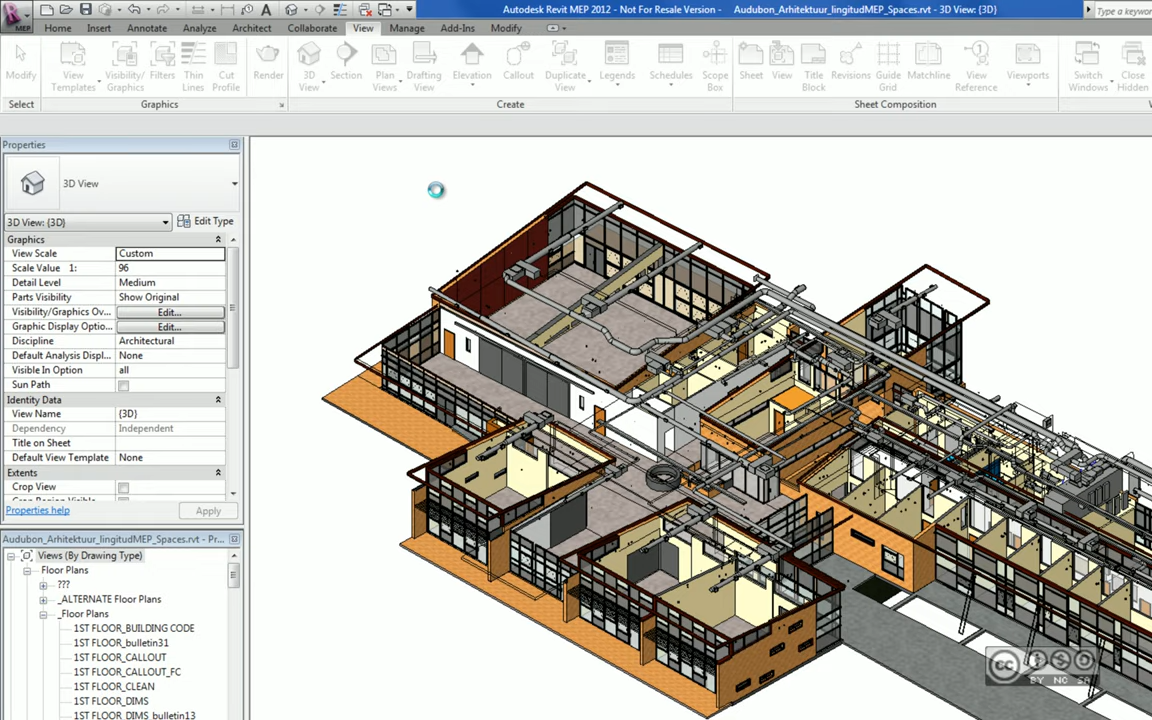 Autodesk Revit MEP 2012 - Not For Resale Version - Audubon_Arhitektuur_lingitudMEP_Spaces.rvt - 3D View: {3D}
Type a keyw
MEP
Home Insert Annotate Analyze Architect Collaborate View Manage Add-Ins Modify
Modify
View Templates
Visibility/ Graphics
Filters
Thin Lines
Cut Profile
Render
3D View
Section
Plan Views
Drafting View
Elevation
Callout
Duplicate View
Legends
Schedules
Scope Box
Sheet
View
Title Block
Revisions
Guide Grid
Matchline
View Reference
Viewports
Switch Windows
Close Hidden
Select Graphics Create Sheet Composition
Properties
3D View
3D View: {3D} Edit Type
Graphics
View Scale Custom
Scale Value 1: 96
Detail Level Medium
Parts Visibility Show Original
Visibility/Graphics Ov... Edit...
Graphic Display Optio... Edit...
Discipline Architectural
Default Analysis Displ... None
Visible In Option all
Sun Path
Identity Data
View Name {3D}
Dependency Independent
Title on Sheet
Default View Template None
Extents
Crop View
Properties help Apply
Audubon_Arhitektuur_lingitudMEP_Spaces.rvt - Pr...
Views (By Drawing Type)
Floor Plans
???
_ALTERNATE Floor Plans
_Floor Plans
1ST FLOOR_BUILDING CODE
1ST FLOOR_bulletin31
1ST FLOOR_CALLOUT
1ST FLOOR_CALLOUT_FC
1ST FLOOR_CLEAN
1ST FLOOR_DIMS
1ST FLOOR_DIMS_bulletin13
cc
BY NC SA